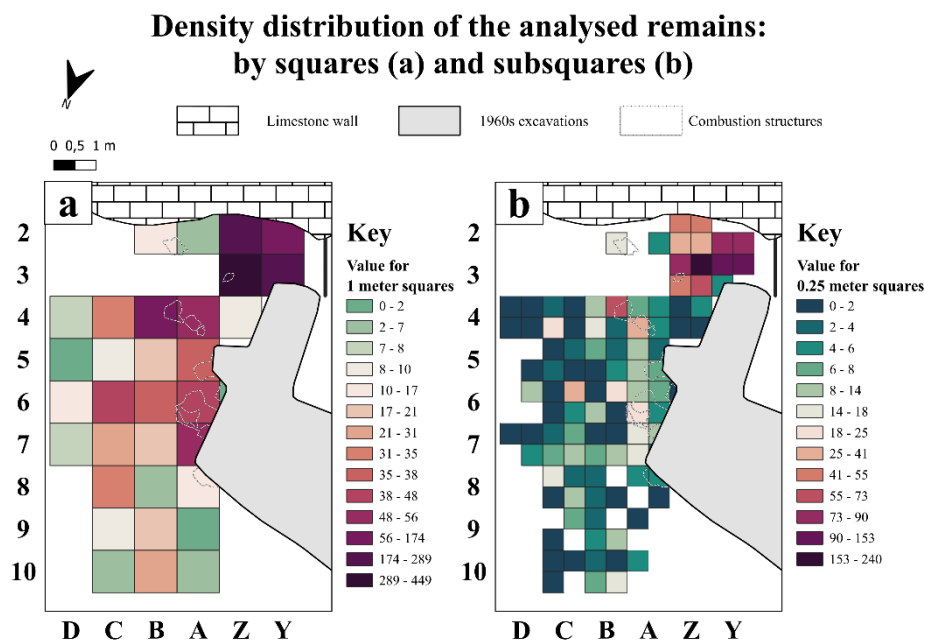 Density distribution of the analysed remains:
by squares (a) and subsquares (b)
N
Limestone wall
1960s excavations
Combustion structures
0 0,5 1 m
a
2
3
4
5
6
7
8
9
10
D C B A Z Y
Key
Value for
1 meter squares
0 - 2
2 - 7
7 - 8
8 - 10
10 - 17
17 - 21
21 - 31
31 - 35
35 - 38
38 - 48
48 - 56
56 - 174
174 - 289
289 - 449
b
2
3
4
5
6
7
8
9
10
D C B A Z Y
Key
Value for
0.25 meter squares
0 - 2
2 - 4
4 - 6
6 - 8
8 - 14
14 - 18
18 - 25
25 - 41
41 - 55
55 - 73
73 - 90
90 - 153
153 - 240